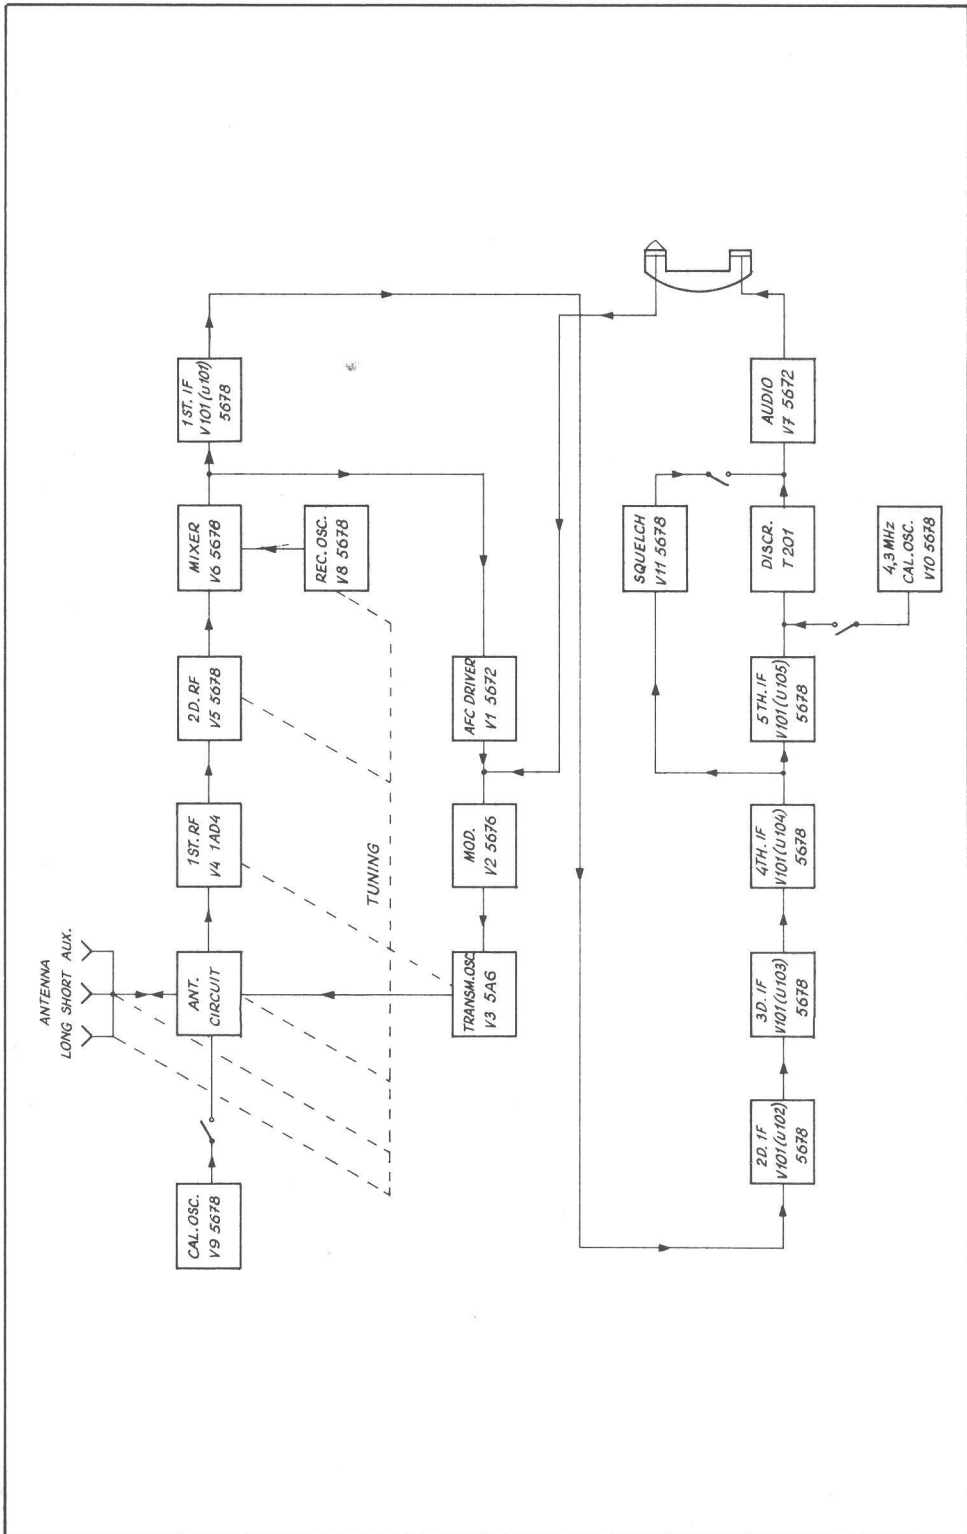 ANTENNA
LONG SHORT AUX.
CAL.OSC.
V9 5678
ANT.
CIRCUIT
1ST.RF
V4 1AD4
2D.RF
V5 5678
MIXER
V6 5678
1ST.IF
V101(U101)
5678
REC.OSC.
V8 5678
TUNING
TRANSM.OSC
V3 5A6
MOD.
V2 5676
AFC DRIVER
V1 5672
SQUELCH
V11 5678
2D.1F
V101(U102)
5678
3D.IF
V101(U103)
5678
4TH.IF
V101(U104)
5678
5TH.IF
V101(U105)
5678
DISCR.
T201
AUDIO
V7 5672
4,3MHz
CAL.OSC.
V10 5678